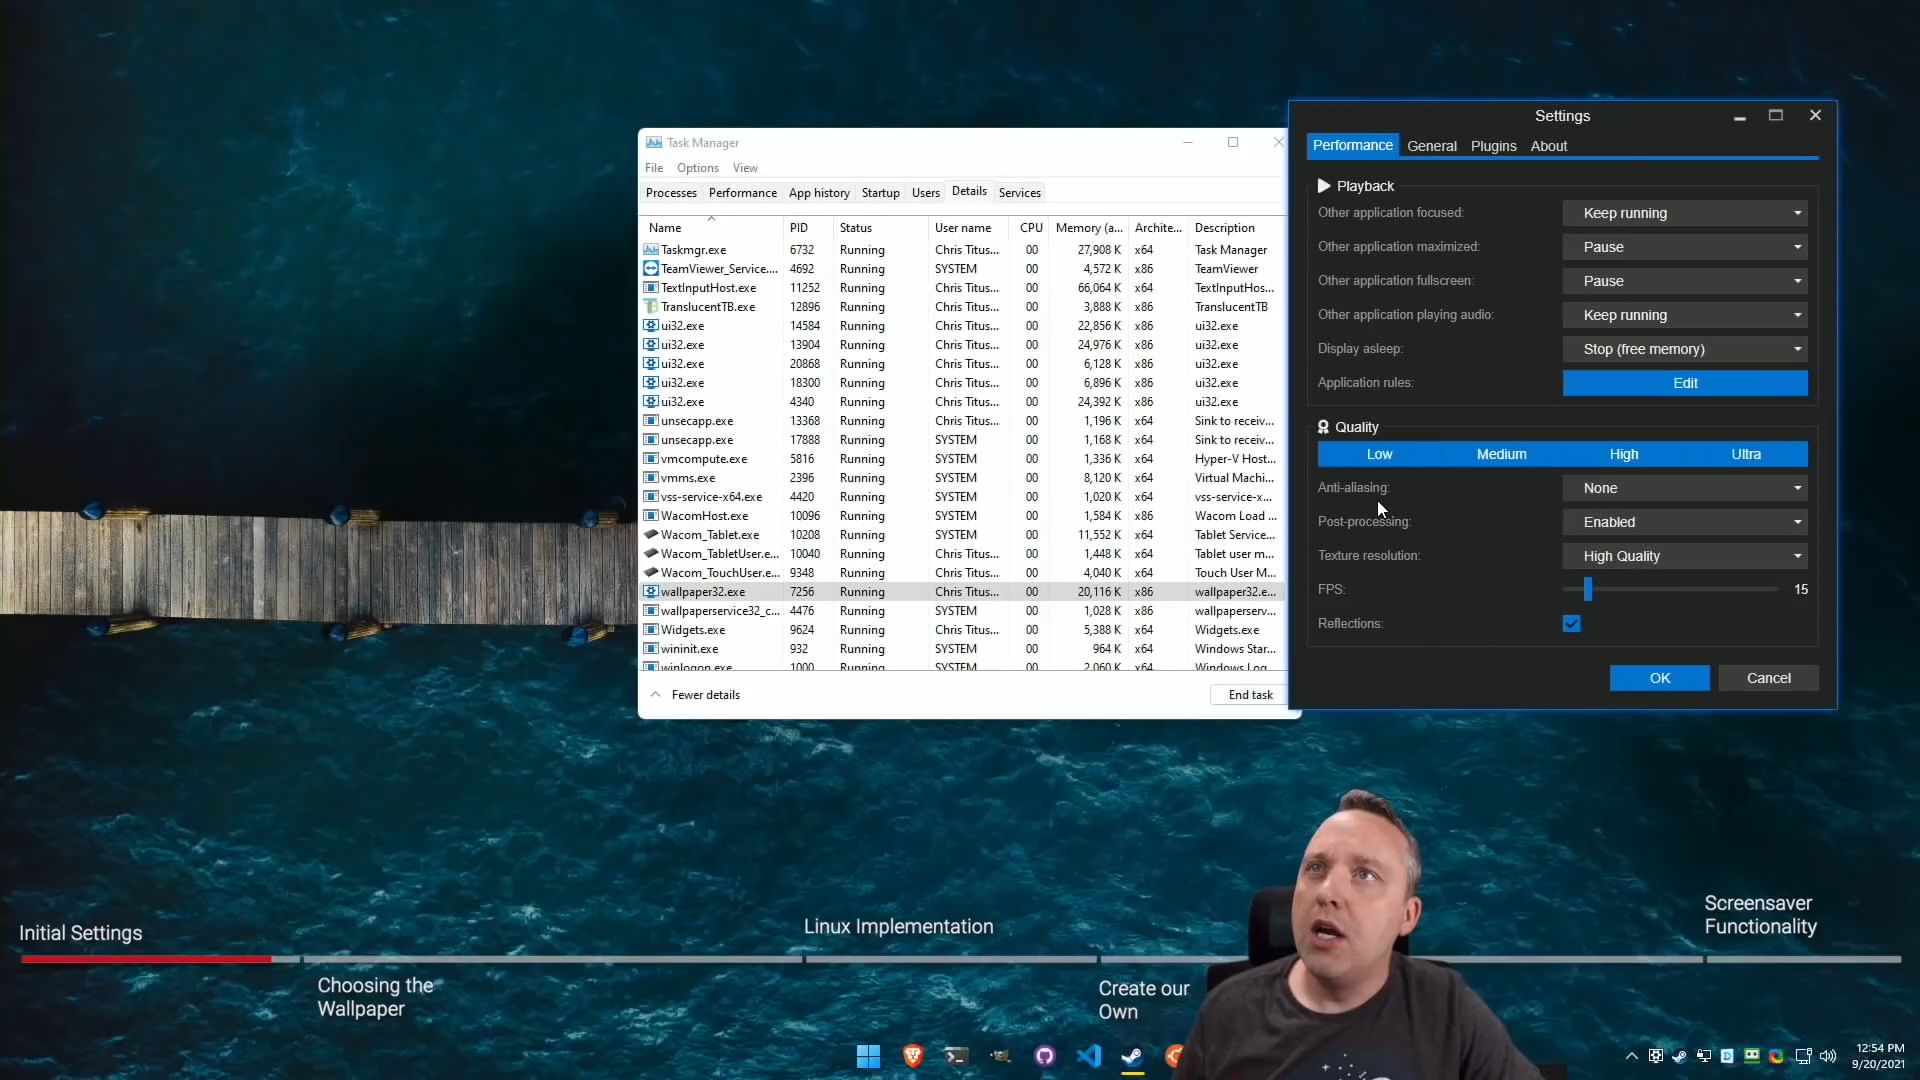 Task Manager
File Options View
Processes Performance App history Startup Users Details Services
Name PID Status User name CPU Memory (a... Archite... Description
Taskmgr.exe 6732 Running Chris Titus... 00 27,908 K x64 Task Manager
TeamViewer_Service.... 4692 Running SYSTEM 00 4,572 K x86 TeamViewer
TextInputHost.exe 11252 Running Chris Titus... 00 66,064 K x64 TextInputHos...
TranslucentTB.exe 12896 Running Chris Titus... 00 3,888 K x86 TranslucentTB
ui32.exe 14584 Running Chris Titus... 00 22,856 K x86 ui32.exe
ui32.exe 13904 Running Chris Titus... 00 24,976 K x86 ui32.exe
ui32.exe 20868 Running Chris Titus... 00 6,128 K x86 ui32.exe
ui32.exe 18300 Running Chris Titus... 00 6,896 K x86 ui32.exe
ui32.exe 4340 Running Chris Titus... 00 24,392 K x86 ui32.exe
unsecapp.exe 13368 Running Chris Titus... 00 1,196 K x64 Sink to receiv...
unsecapp.exe 17888 Running SYSTEM 00 1,168 K x64 Sink to receiv...
vmcompute.exe 5816 Running SYSTEM 00 1,336 K x64 Hyper-V Host...
vmms.exe 2396 Running SYSTEM 00 8,120 K x64 Virtual Machi...
vss-service-x64.exe 4420 Running SYSTEM 00 1,020 K x64 vss-service-x...
WacomHost.exe 10096 Running SYSTEM 00 1,584 K x86 Wacom Load ...
Wacom_Tablet.exe 10208 Running SYSTEM 00 11,552 K x64 Tablet Service...
Wacom_TabletUser.e... 10040 Running Chris Titus... 00 1,448 K x64 Tablet user m...
Wacom_TouchUser.e... 9348 Running Chris Titus... 00 4,040 K x64 Touch User M...
wallpaper32.exe 7256 Running Chris Titus... 00 20,116 K x86 wallpaper32.e...
wallpaperservice32_c... 4476 Running SYSTEM 00 1,028 K x86 wallpaperserv...
Widgets.exe 9624 Running Chris Titus... 00 5,388 K x64 Widgets.exe
wininit.exe 932 Running SYSTEM 00 964 K x64 Windows Star...
winlogon.exe 1000 Running SYSTEM 00 2,060 K x64 Windows Log...
Fewer details End task
Settings
Performance General Plugins About
Playback
Other application focused: Keep running
Other application maximized: Pause
Other application fullscreen: Pause
Other application playing audio: Keep running
Display asleep: Stop (free memory)
Application rules: Edit
Quality
Low Medium High Ultra
Anti-aliasing: None
Post-processing: Enabled
Texture resolution: High Quality
FPS: 15
Reflections:
OK Cancel
Initial Settings
Choosing the
Wallpaper
Linux Implementation
Create our
Own
Screensaver
Functionality
12:54 PM
9/20/2021